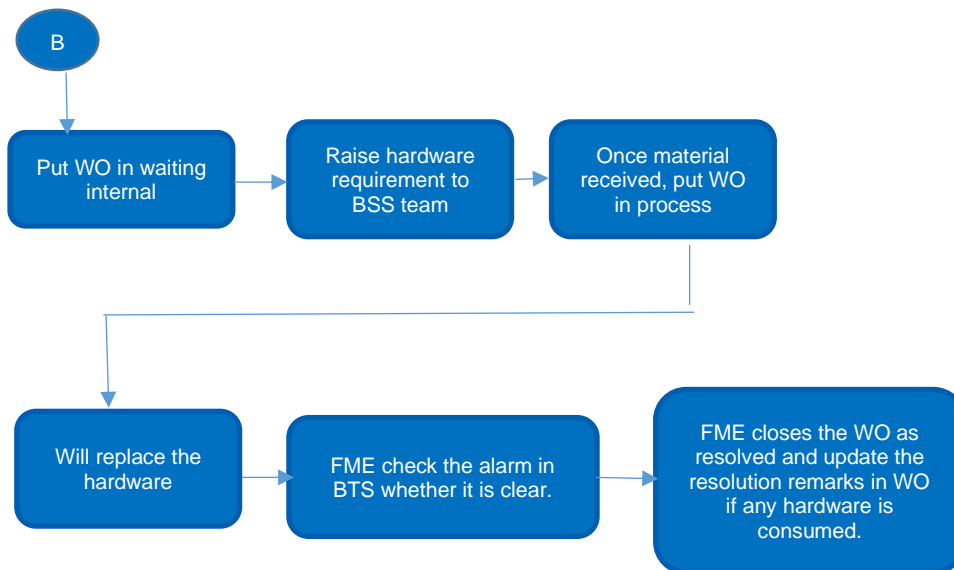 B
Put WO in waiting
internal
Raise hardware
requirement to
BSS team
Once material
received, put WO
in process
Will replace the
hardware
FME check the alarm in
BTS whether it is clear.
FME closes the WO as
resolved and update the
resolution remarks in WO
if any hardware is
consumed.